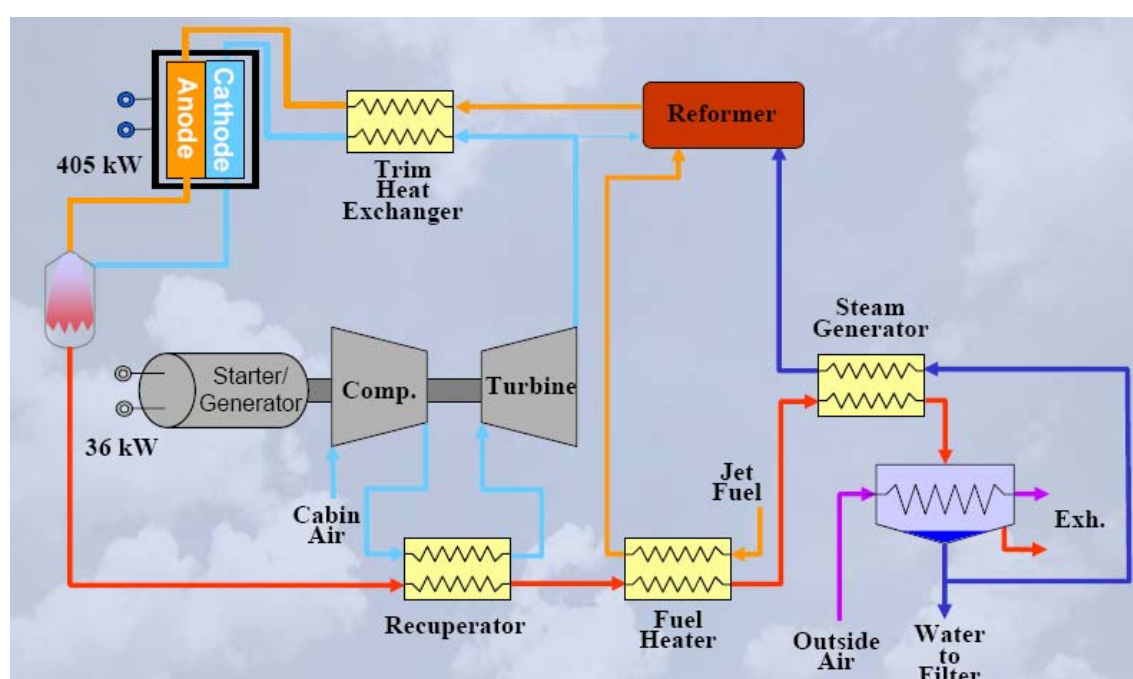 Anode
Cathode
405 kW
Trim
Heat
Exchanger
Reformer
Steam
Generator
Starter/
Generator
Comp.
Turbine
36 kW
Cabin
Air
Jet
Fuel
Exh.
Recuperator
Fuel
Heater
Outside
Air
Water
to
Filter